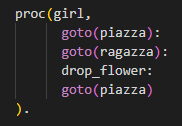 proc(girl,
goto(piazza):
goto(ragazza):
drop_flower:
goto(piazza)
).